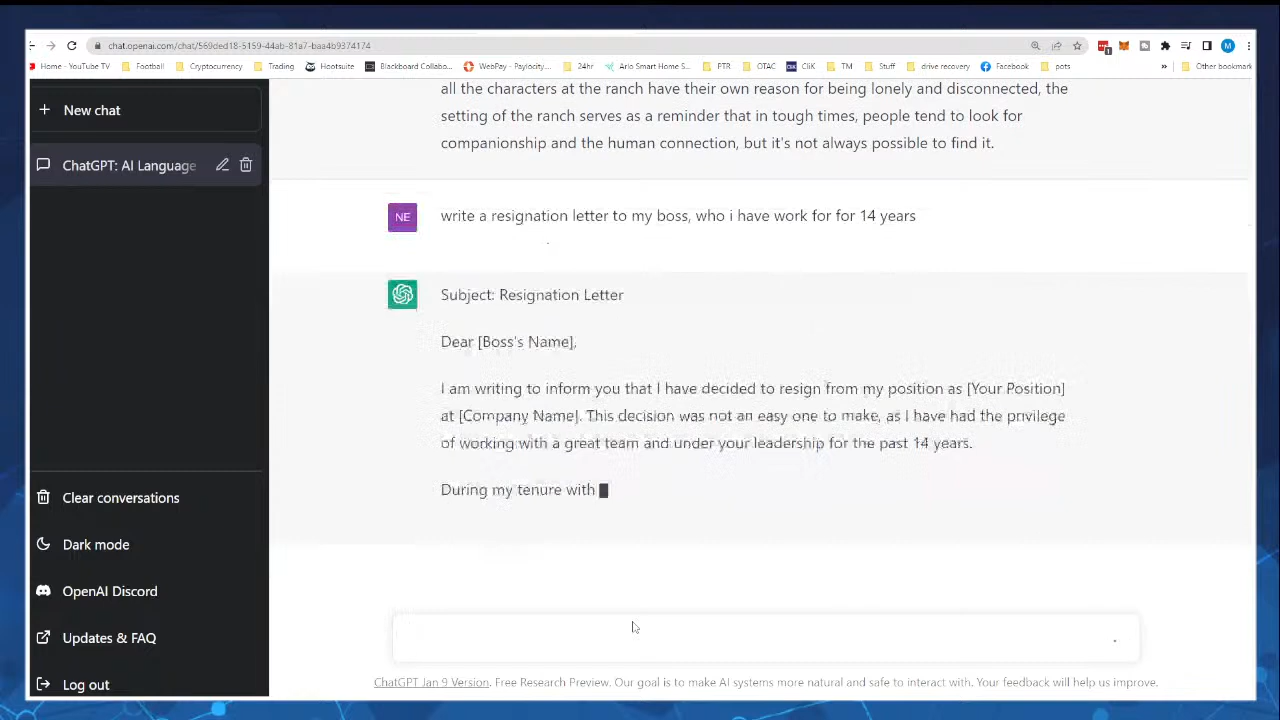 chat.openai.com/chat/569ded18-5159-44ab-81a7-baa4b9374174
M
Home - YouTube TV Football Cryptocurrency Trading Hootsuite Blackboard Collabo... WePay - Paylocity... 24hr Arlo Smart Home S... PTR OTAC CliK TM Stuff drive recovery Facebook pots » Other bookmark
New chat
ChatGPT: AI Language
all the characters at the ranch have their own reason for being lonely and disconnected, the
setting of the ranch serves as a reminder that in tough times, people tend to look for
companionship and the human connection, but it's not always possible to find it.
NE
write a resignation letter to my boss, who i have work for for 14 years
Subject: Resignation Letter
Dear [Boss's Name],
I am writing to inform you that I have decided to resign from my position as [Your Position]
at [Company Name]. This decision was not an easy one to make, as I have had the privilege
of working with a great team and under your leadership for the past 14 years.
During my tenure with
Clear conversations
Dark mode
OpenAI Discord
Updates & FAQ
Log out
ChatGPT Jan 9 Version. Free Research Preview. Our goal is to make AI systems more natural and safe to interact with. Your feedback will help us improve.